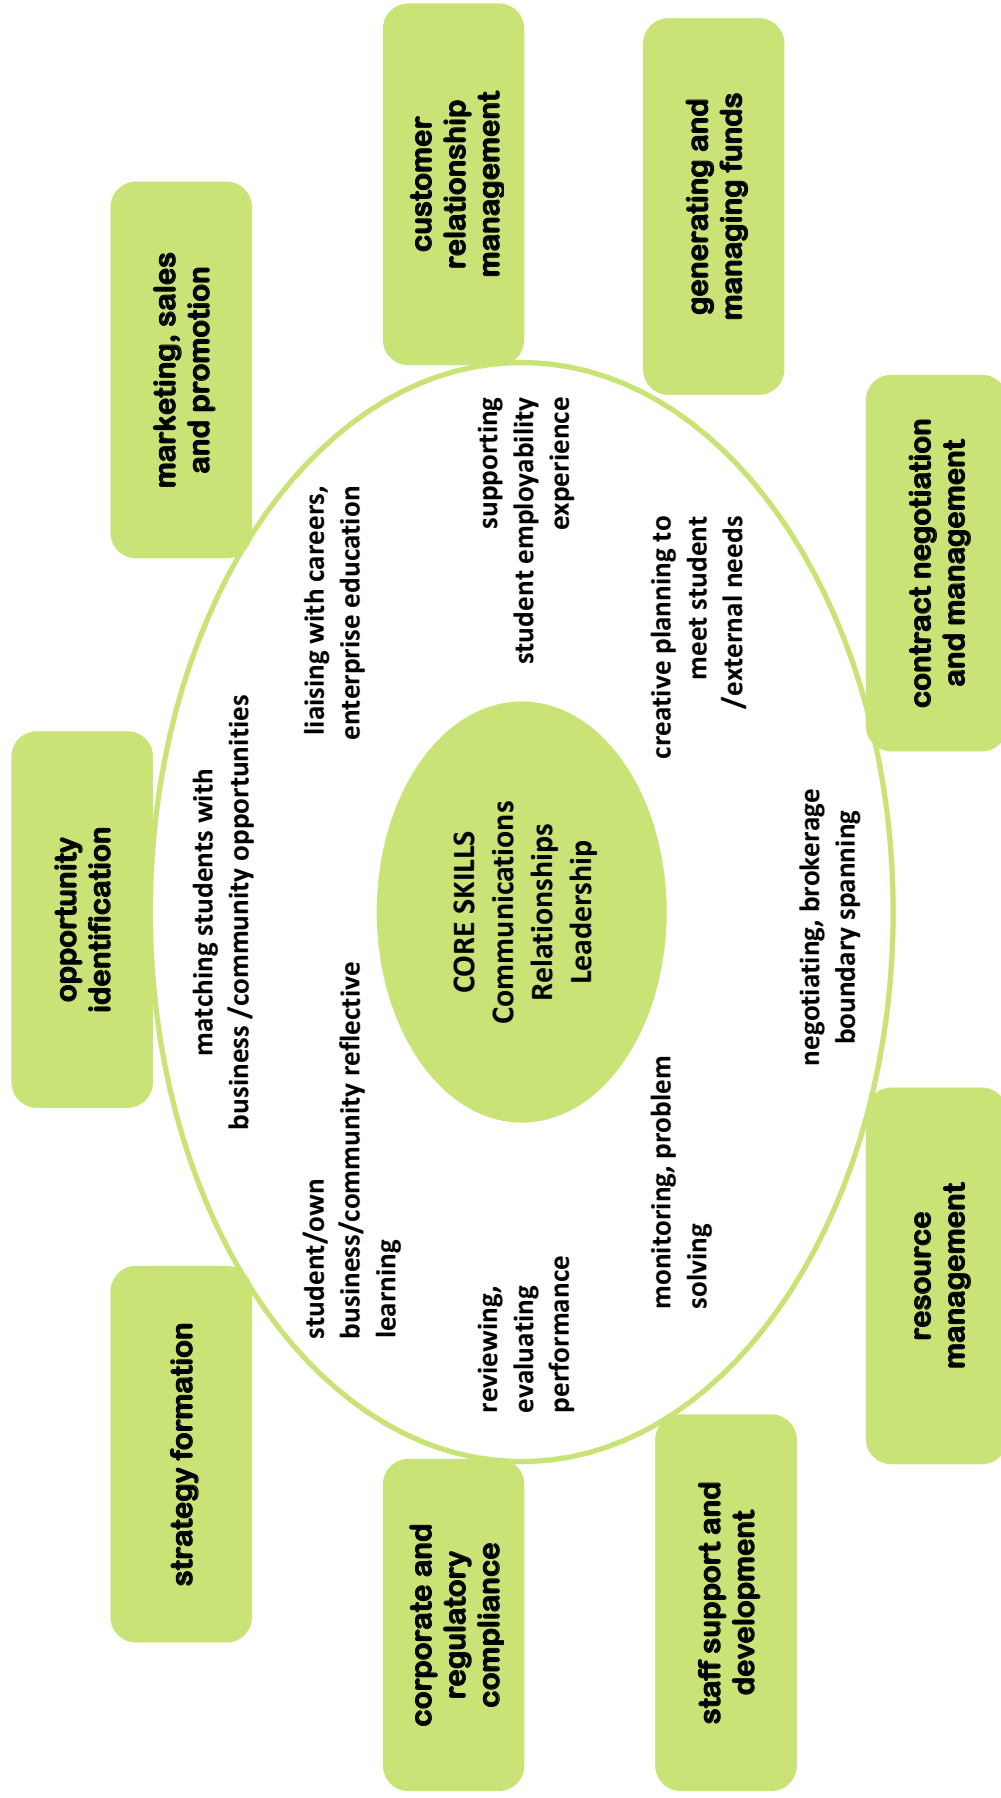 opportunity
identification
strategy formation
marketing, sales
and promotion
matching students with
business /community opportunities
student/own
business/community reflective
learning
liaising with careers,
enterprise education
corporate and
regulatory
compliance
customer
relationship
management
reviewing,
evaluating
performance
CORE SKILLS
Communications
Relationships
Leadership
supporting
student employability
experience
monitoring, problem
solving
creative planning to
meet student
/external needs
staff support and
development
generating and
managing funds
negotiating, brokerage
boundary spanning
resource
management
contract negotiation
and management